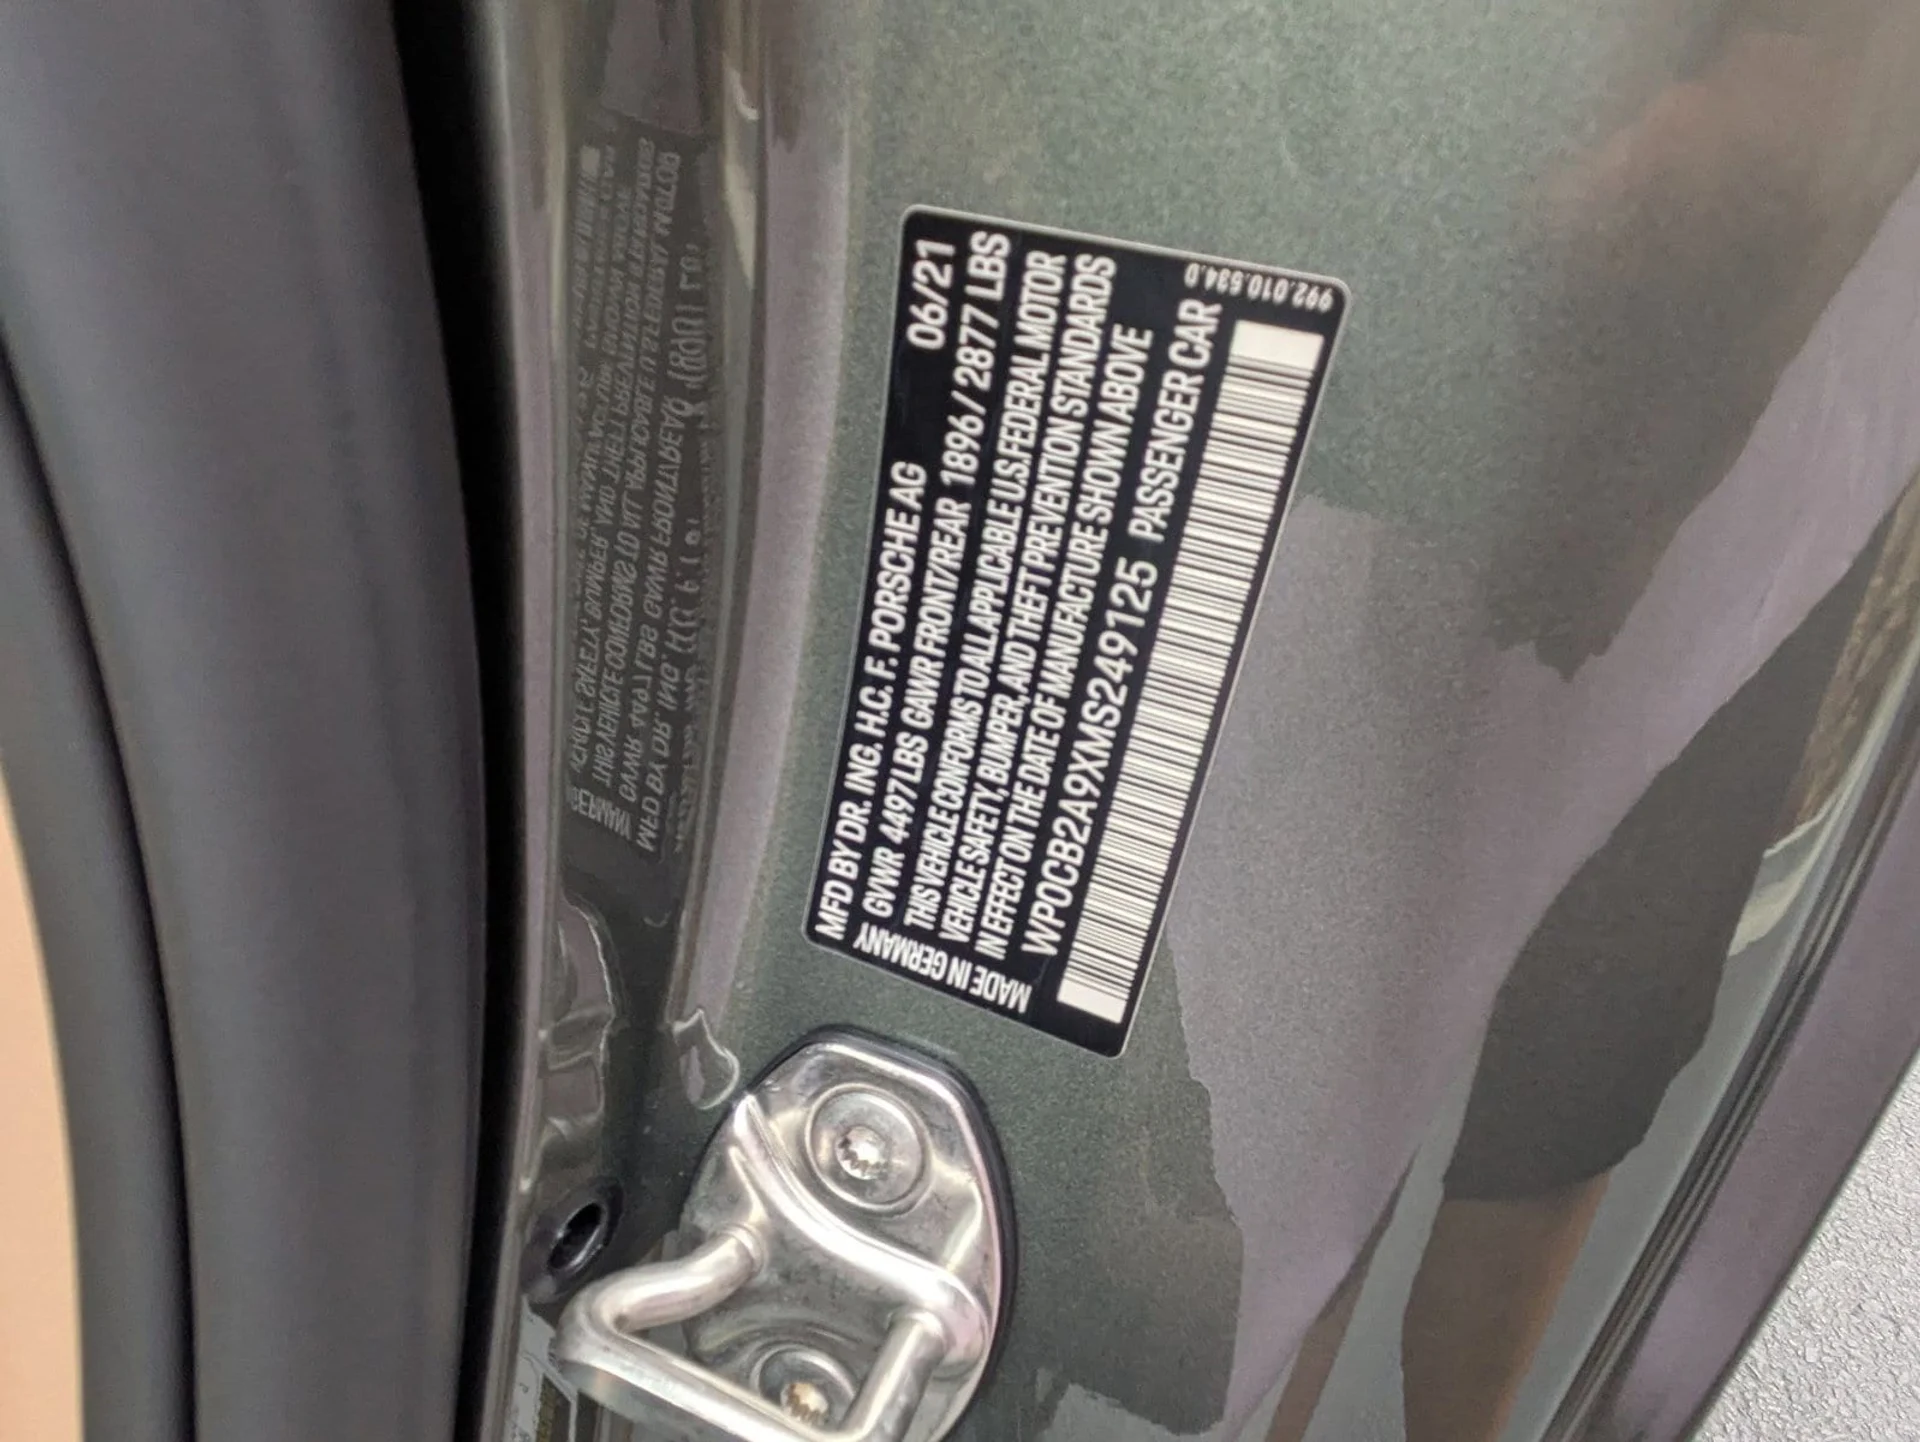 MFD BY DR. ING. H.C. F. PORSCHE AG 06/21
GVWR 4497LBS GAWR FRONT/REAR 1896/2877 LBS
THIS VEHICLE CONFORMS TO ALL APPLICABLE U.S. FEDERAL MOTOR
VEHICLE SAFETY, BUMPER, AND THEFT PREVENTION STANDARDS
IN EFFECT ON THE DATE OF MANUFACTURE SHOWN ABOVE
WP0CB2A9XMS249125 PASSENGER CAR
MADE IN GERMANY
992.010.534.0